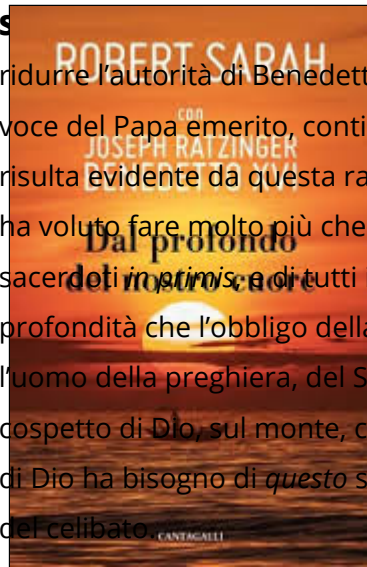 s
ROBERT SARAH
ridurre l’autorità di Benedett
con
voce del Papa emerito, conti
JOSEPH RATZINGER
BENEDETTO XVI
risulta evidente da questa ra
ha voluto fare molto più che
Dal profondo
del nostro cuore
sacerdoti in primis, e di tutti
profondità che l’obbligo della
l’uomo della preghiera, del S
cospetto di Dio, sul monte, c
di Dio ha bisogno di questo s
del celibato.
CANTAGALLI